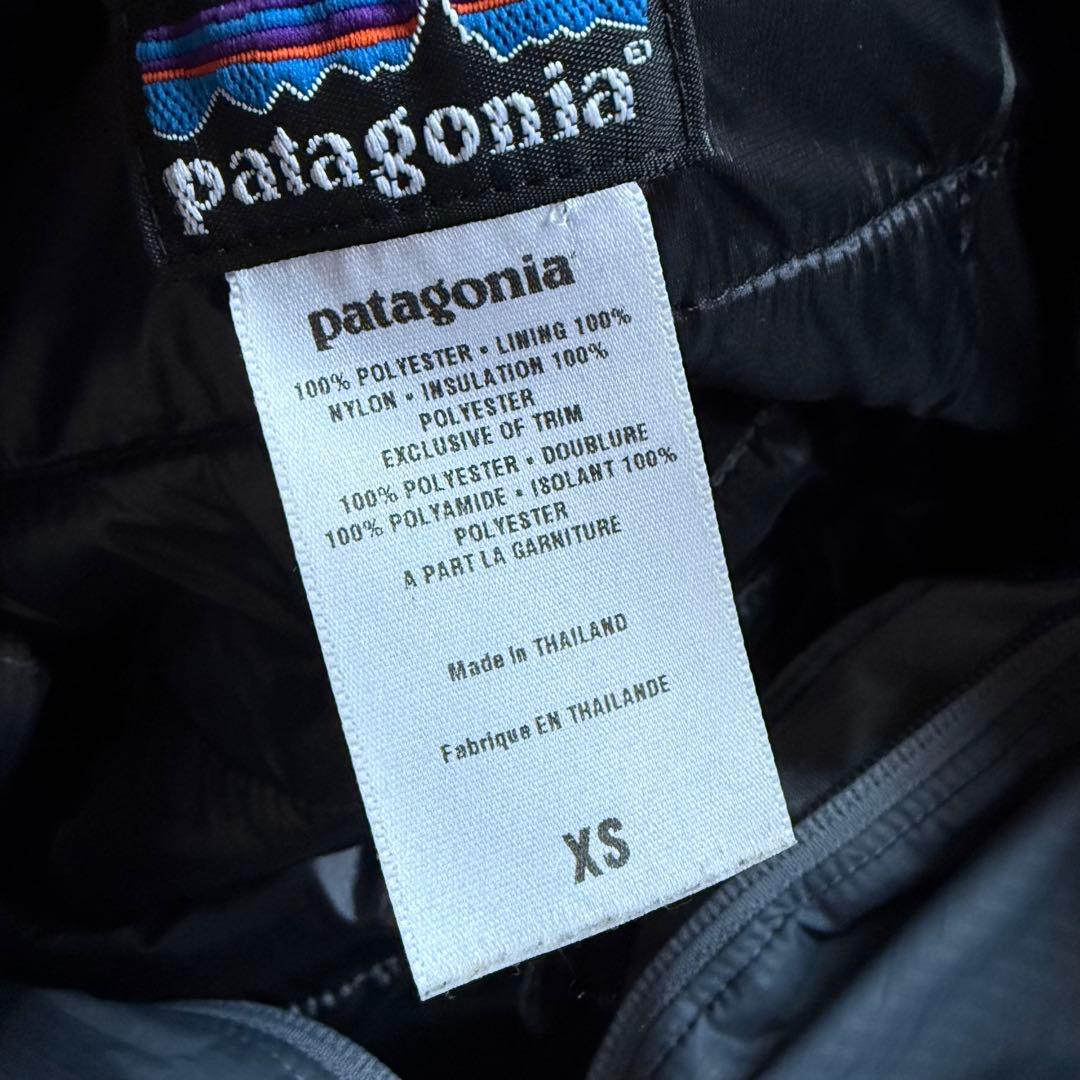 patagonia®
patagonia
100% POLYESTER • LINING 100%
NYLON • INSULATION 100%
POLYESTER
EXCLUSIVE OF TRIM
100% POLYESTER • DOUBLURE
100% POLYAMIDE • ISOLANT 100%
POLYESTER
A PART LA GARNITURE
Made in THAILAND
Fabrique EN THAILANDE
XS